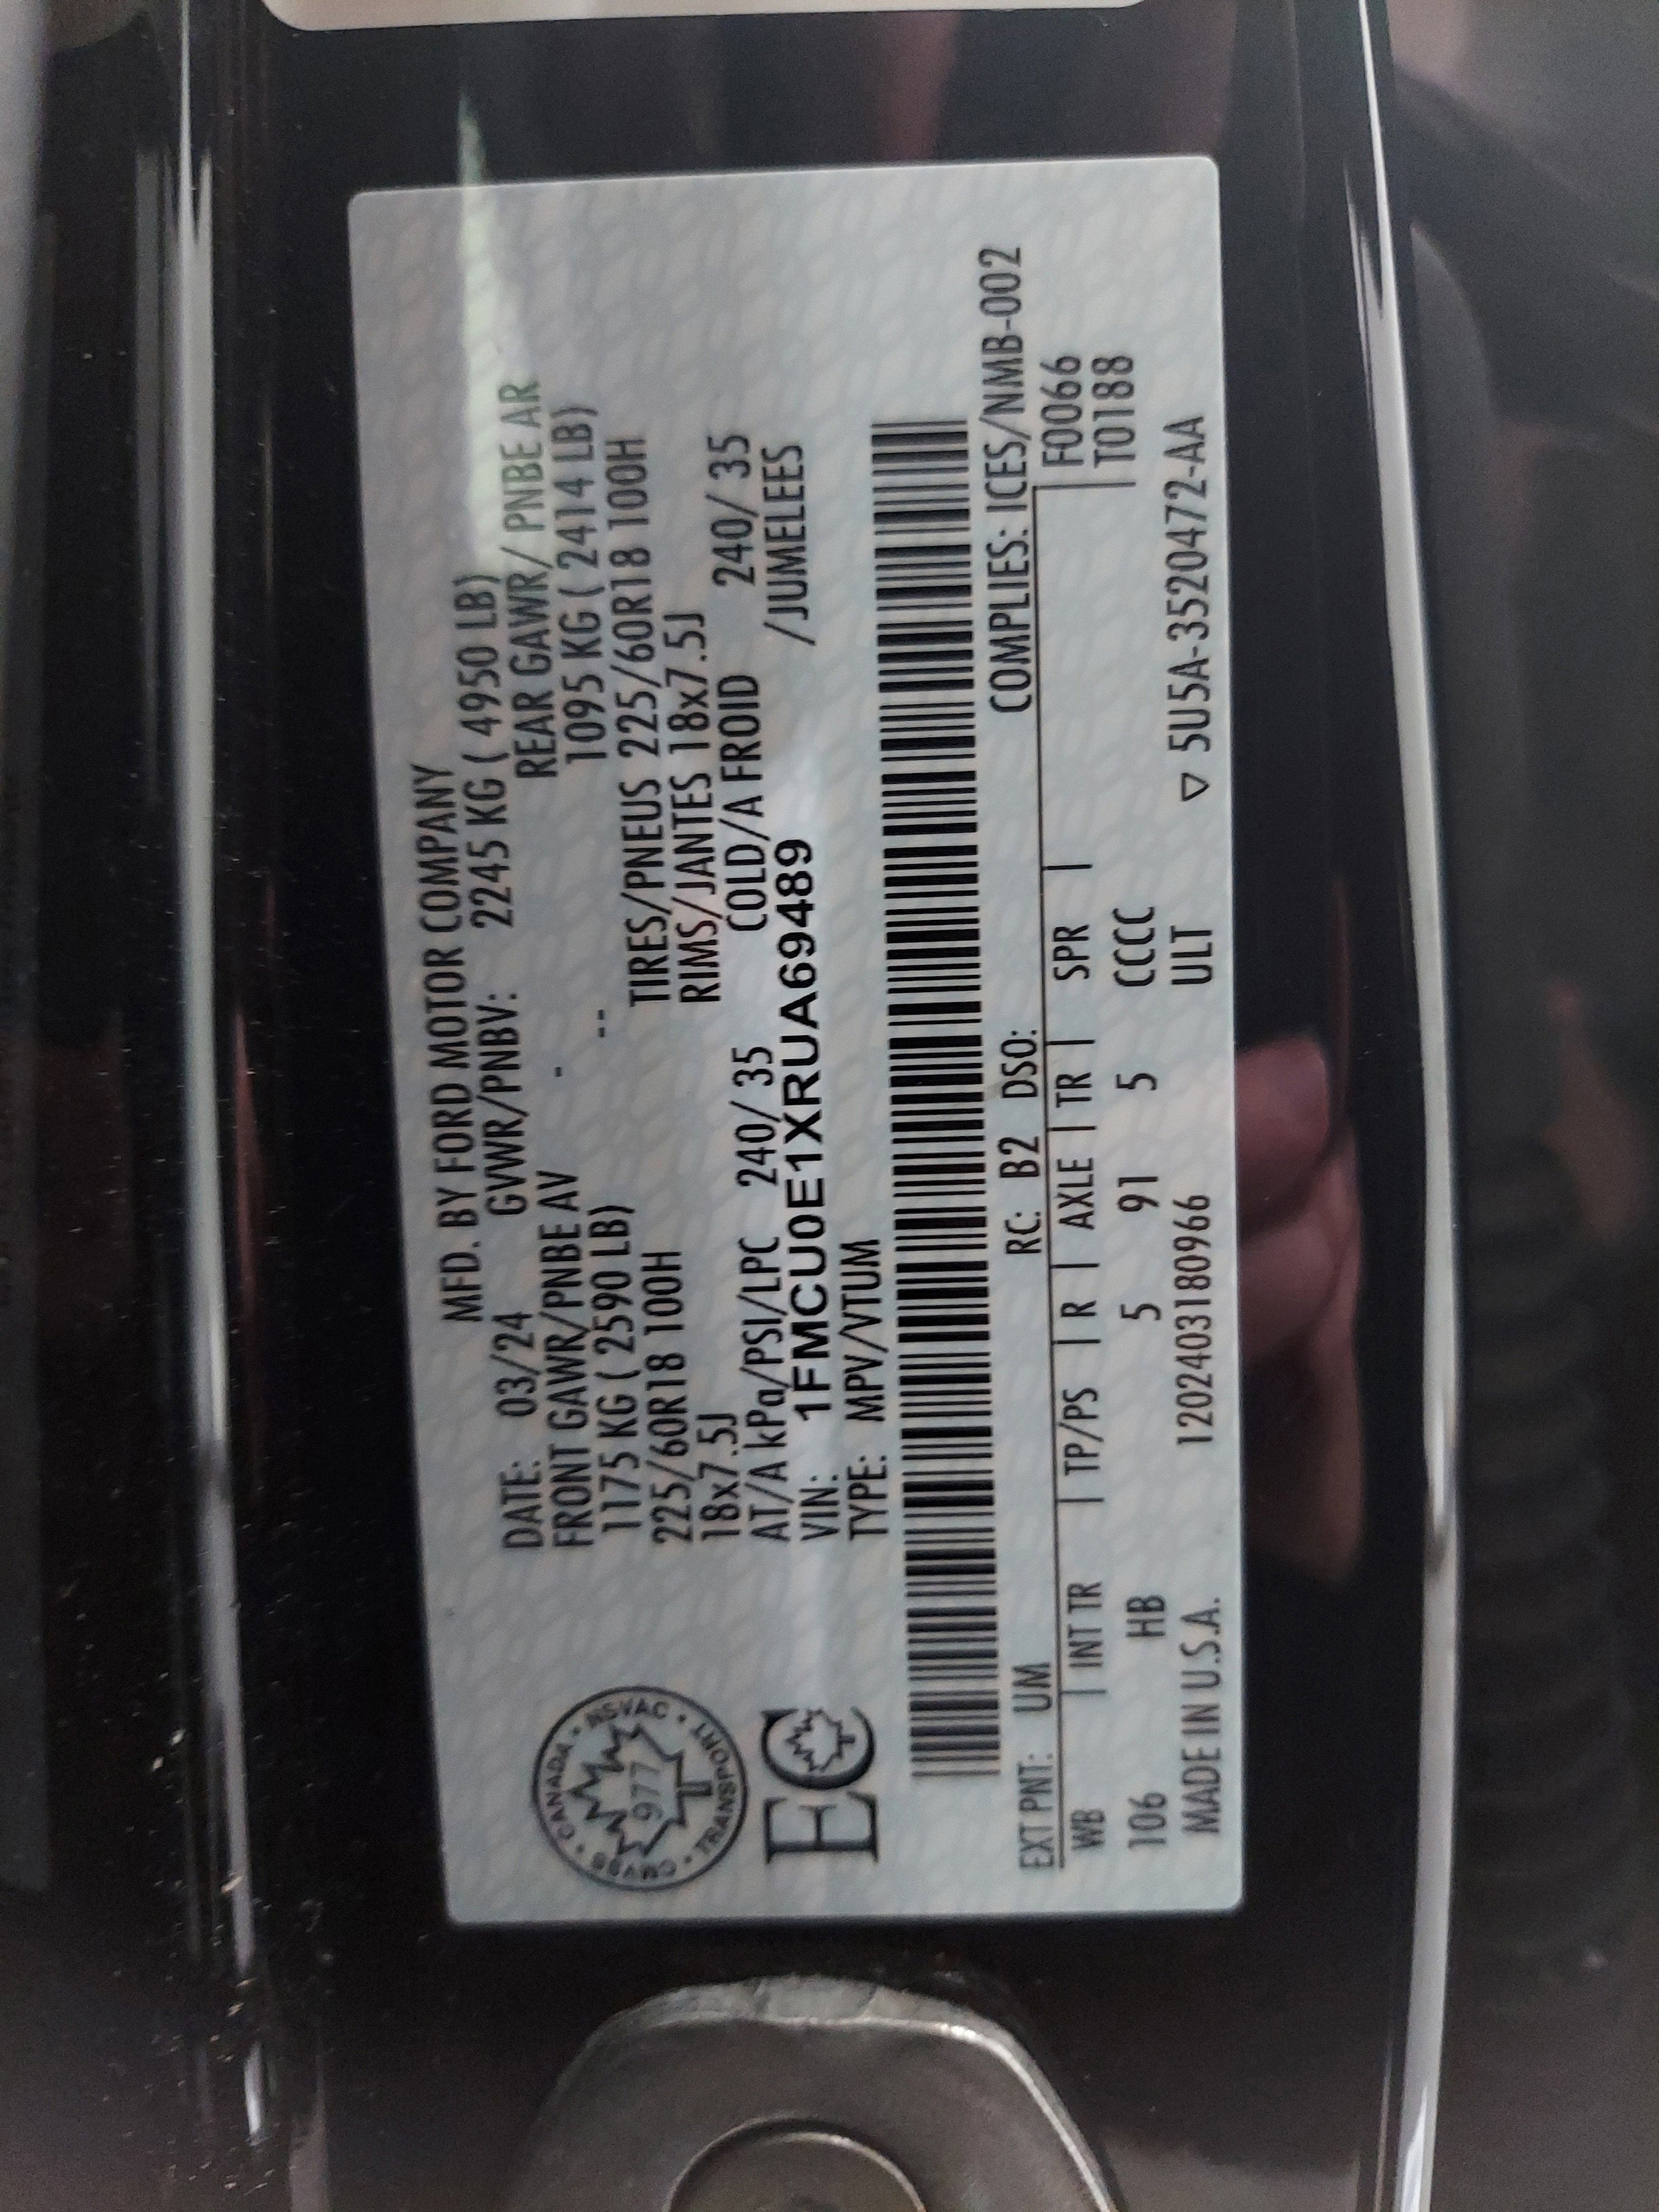 MFD. BY FORD MOTOR COMPANY
DATE: 03/24 GVWR/PNBV: 2245 KG ( 4950 LB)
FRONT GAWR/PNBE AV - REAR GAWR/ PNBE AR
1175 KG ( 2590 LB) -- 1095 KG ( 2414 LB)
225/60R18 100H TIRES/PNEUS 225/60R18 100H
18x7.5J RIMS/JANTES 18x7.5J
AT/A kPa/PSI/LPC 240/ 35 COLD/A FROID 240/ 35
VIN: 1FMCU0E1XRUA69489 /JUMELEES
TYPE: MPV/VTUM
CANADA • NSVAC • TRANSPORT • CMVSS •
977
EC
COMPLIES: ICES/NMB-002
EXT PNT: UM RC: B2 DSO: F0066
WB | INT TR | TP/PS | R | AXLE | TR | SPR | T0188
106 HB 5 91 5 CCCC
MADE IN U.S.A. 120240318​0966 ULT ▽ 5U5A-3520472-AA